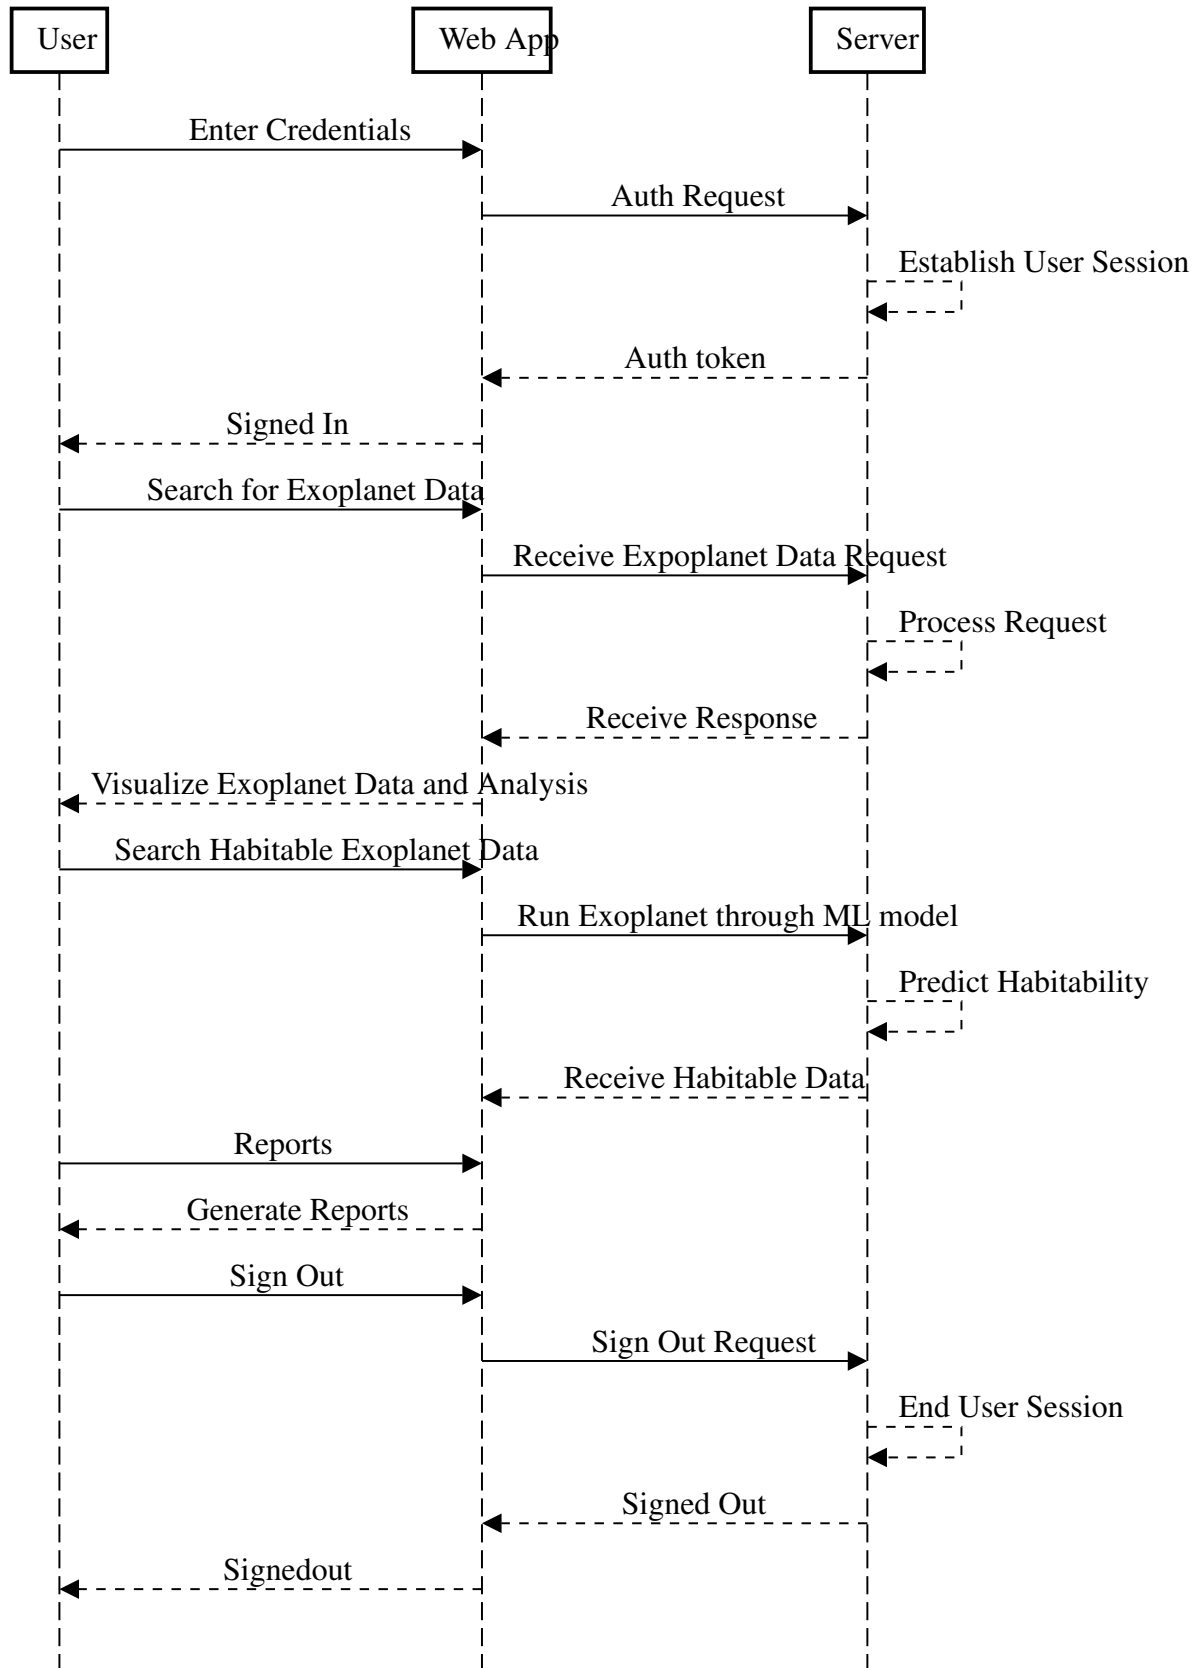 User
Web App
Server
Enter Credentials
Auth Request
Establish User Session
Auth token
Signed In
Search for Exoplanet Data
Receive Expoplanet Data Request
Process Request
Receive Response
Visualize Exoplanet Data and Analysis
Search Habitable Exoplanet Data
Run Exoplanet through ML model
Predict Habitability
Receive Habitable Data
Reports
Generate Reports
Sign Out
Sign Out Request
End User Session
Signed Out
Signedout